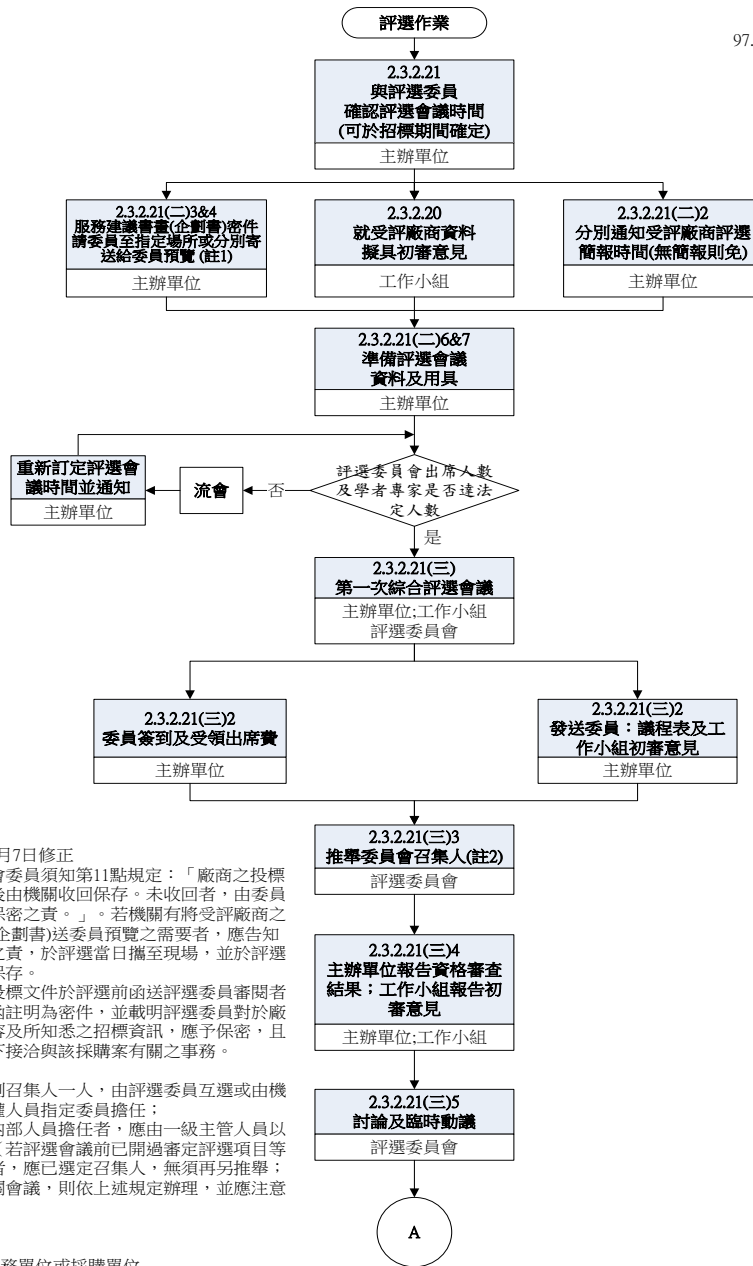 評選作業
97.
2.3.2.21
與評選委員
確認評選會議時間
(可於招標期間確定)
主辦單位
2.3.2.21(二)3&4
服務建議書畫(企劃書)密件
請委員至指定場所或分別寄
送給委員預覽 (註1)
主辦單位
2.3.2.20
就受評廠商資料
擬具初審意見
工作小組
2.3.2.21(二)2
分別通知受評廠商評選
簡報時間(無簡報則免)
主辦單位
2.3.2.21(二)6&7
準備評選會議
資料及用具
主辦單位
重新訂定評選會
議時間並通知
主辦單位
流會
否
評選委員會出席人數
及學者專家是否達法
定人數
是
2.3.2.21(三)
第一次綜合評選會議
主辦單位;工作小組
評選委員會
2.3.2.21(三)2
委員簽到及受領出席費
主辦單位
2.3.2.21(三)2
發送委員：議程表及工
作小組初審意見
主辦單位
2.3.2.21(三)3
推舉委員會召集人(註2)
評選委員會
2.3.2.21(三)4
主辦單位報告資格審查
結果；工作小組報告初
審意見
主辦單位;工作小組
2.3.2.21(三)5
討論及臨時動議
評選委員會
A
月7日修正
會委員須知第11點規定：「廠商之投標
後由機關收回保存。未收回者，由委員
保密之責。」。若機關有將受評廠商之
企劃書)送委員預覽之需要者，應告知
之責，於評選當日攜至現場，並於評選
保存。
投標文件於評選前函送評選委員審閱者
函註明為密件，並載明評選委員對於廠
容及所知悉之招標資訊，應予保密，且
下接洽與該採購案有關之事務。
則召集人一人，由評選委員互選或由機
權人員指定委員擔任；
內部人員擔任者，應由一級主管人員以
若評選會議前已開過審定評選項目等
者，應已選定召集人，無須再另推舉；
開會議，則依上述規定辦理，並應注意
務單位或採購單位